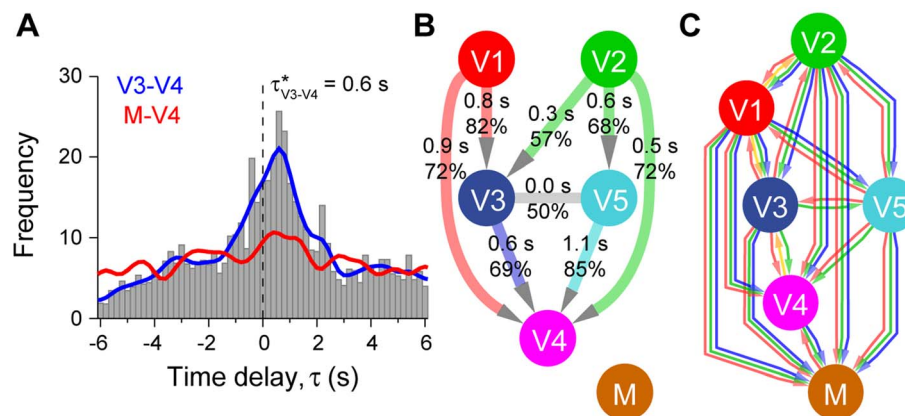 A
V3-V4
M-V4
τ*V3-V4 = 0.6 s
Frequency
30
20
10
0
-6 -4 -2 0 2 4 6
Time delay, τ (s)
B
V1 V2
0.8 s
82%
0.3 s
57%
0.6 s
68%
0.9 s
72%
0.5 s
72%
V3 V5
0.0 s
50%
0.6 s
69%
1.1 s
85%
V4
M
C
V2
V1
V3 V5
V4
M